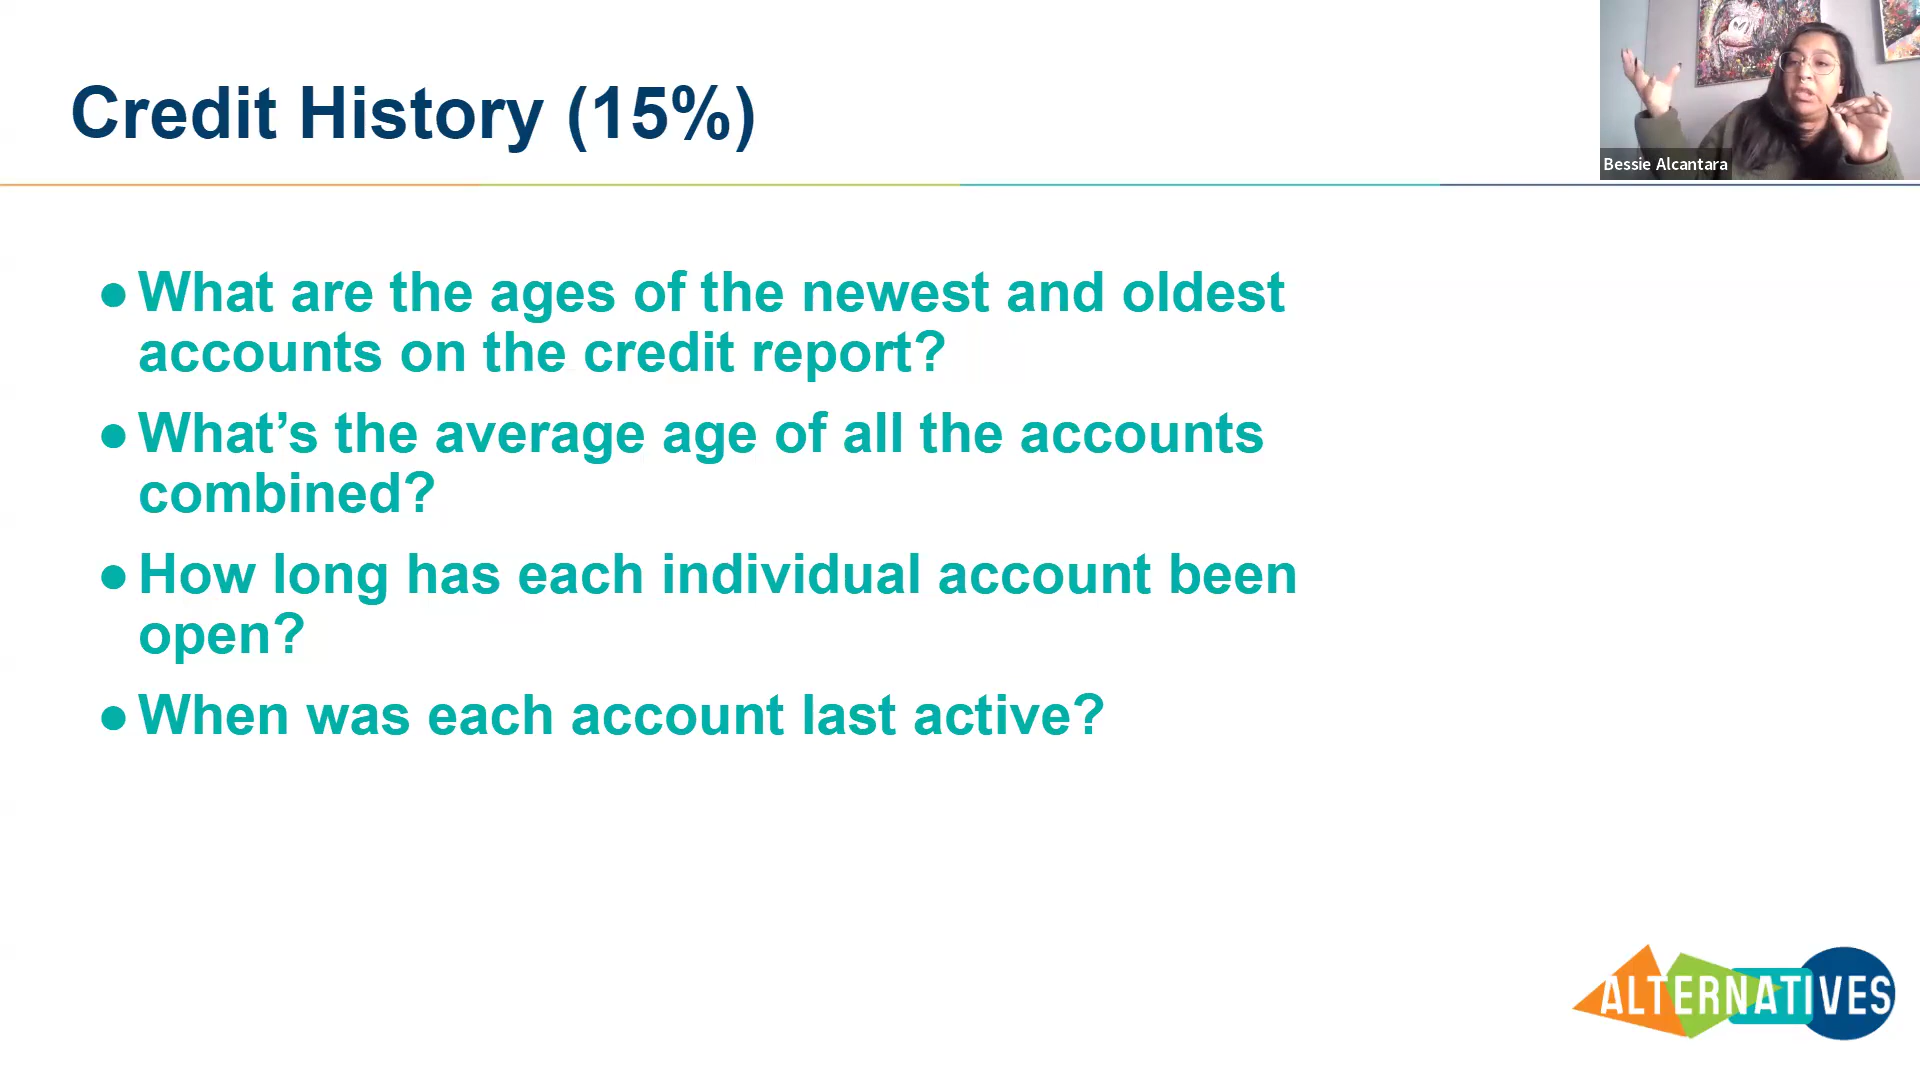 Credit History (15%)
Bessie Alcantara
● What are the ages of the newest and oldest
accounts on the credit report?
● What’s the average age of all the accounts
combined?
● How long has each individual account been
open?
● When was each account last active?
ALTERNATIVES